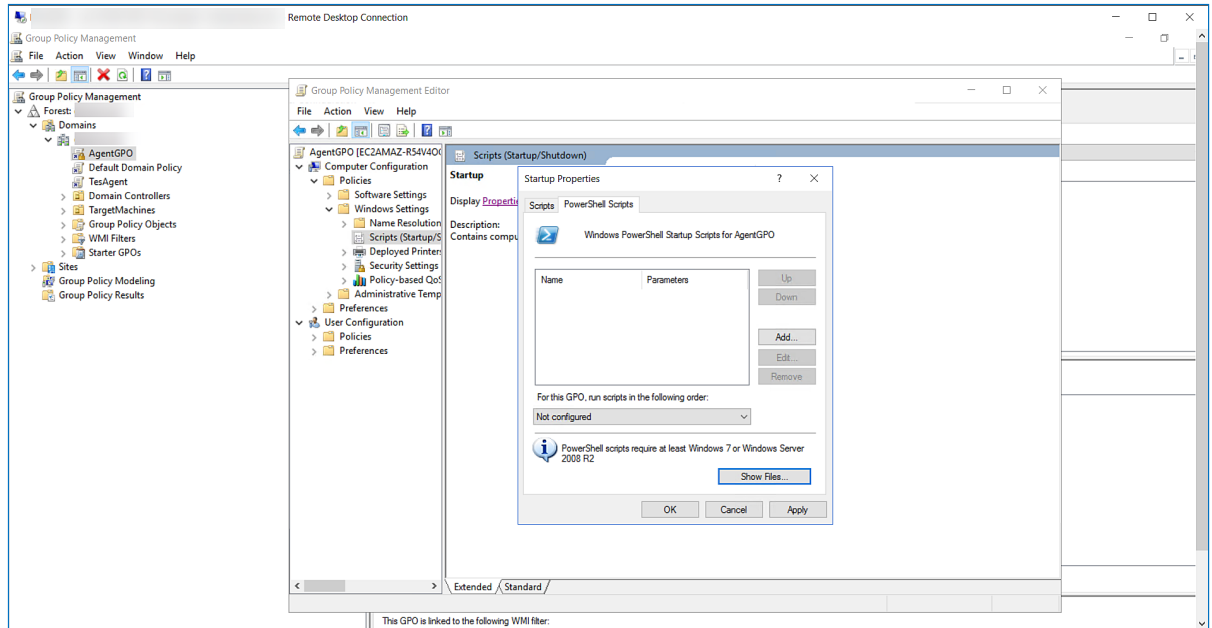 Remote Desktop Connection
Group Policy Management
File Action View Window Help
Group Policy Management
Forest:
Domains
AgentGPO
Default Domain Policy
TesAgent
Domain Controllers
TargetMachines
Group Policy Objects
WMI Filters
Starter GPOs
Sites
Group Policy Modeling
Group Policy Results
Group Policy Management Editor
File Action View Help
AgentGPO [EC2AMAZ-R54V4O
Computer Configuration
Policies
Software Settings
Windows Settings
Name Resolution
Scripts (Startup/S
Deployed Printer
Security Settings
Policy-based QoS
Administrative Temp
Preferences
User Configuration
Policies
Preferences
Scripts (Startup/Shutdown)
Startup
Display Properti
Description:
Contains compu
Extended Standard
Startup Properties
Scripts PowerShell Scripts
Windows PowerShell Startup Scripts for AgentGPO
Name Parameters
Up
Down
Add...
Edit...
Remove
For this GPO, run scripts in the following order:
Not configured
PowerShell scripts require at least Windows 7 or Windows Server
2008 R2
Show Files...
OK Cancel Apply
This GPO is linked to the following WMI filter: